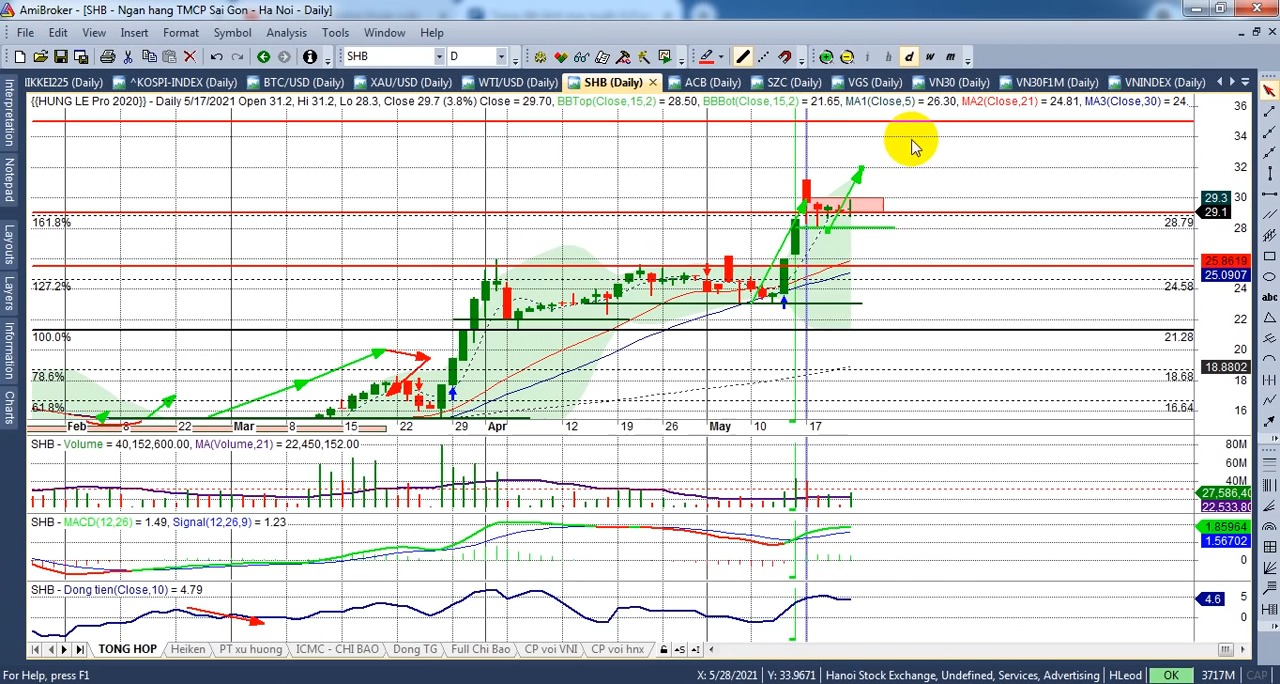 AmiBroker - [SHB - Ngan hang TMCP Sai Gon - Ha Noi - Daily]
File Edit View Insert Format Symbol Analysis Tools Window Help
SHB D i h d w m
^KOSPI-INDEX (Daily) BTC/USD (Daily) XAU/USD (Daily) WTI/USD (Daily) SHB (Daily) ACB (Daily) SZC (Daily) VGS (Daily) VN30 (Daily) VN30F1M (Daily) VNINDEX (Daily)
{{HUNG LE Pro 2020}} - Daily 5/17/2021 Open 31.2, Hi 31.2, Lo 28.3, Close 29.7 (3.8%) Close = 29.70, BBTop(Close,15,2) = 28.50, BBBot(Close,15,2) = 21.65, MA1(Close,5) = 26.30, MA2(Close,21) = 24.81, MA3(Close,30) = 24.
36
34
32
30
29.3
29.1
161.8%
28.79
28
25.8619
25.0907
127.2%
24.58
24
22
100.0%
21.28
20
78.6%
18.68
18.8802
18
61.8%
16.64
16
Feb 8 22 Mar 8 15 22 29 Apr 12 19 26 May 10 17
SHB - Volume = 40,152,600.00, MA(Volume,21) = 22,450,152.00
80M
60M
40M
27,586,40
22,533,80
SHB - MACD(12,26) = 1.49, Signal(12,26,9) = 1.23
1.85964
1.56702
0
SHB - Dong tien(Close,10) = 4.79
5
4.6
0
TONG HOP Heiken PT xu huong ICMC - CHI BAO Dong TG Full Chi Bao CP voi VNI CP voi hnx
For Help, press F1 X: 5/28/2021 Y: 33.9671 Hanoi Stock Exchange, Undefined, Services, Advertising HLeod OK 3717M CAP
Interpretation
Notepad
Layouts
Layers
Information
Charts
abc